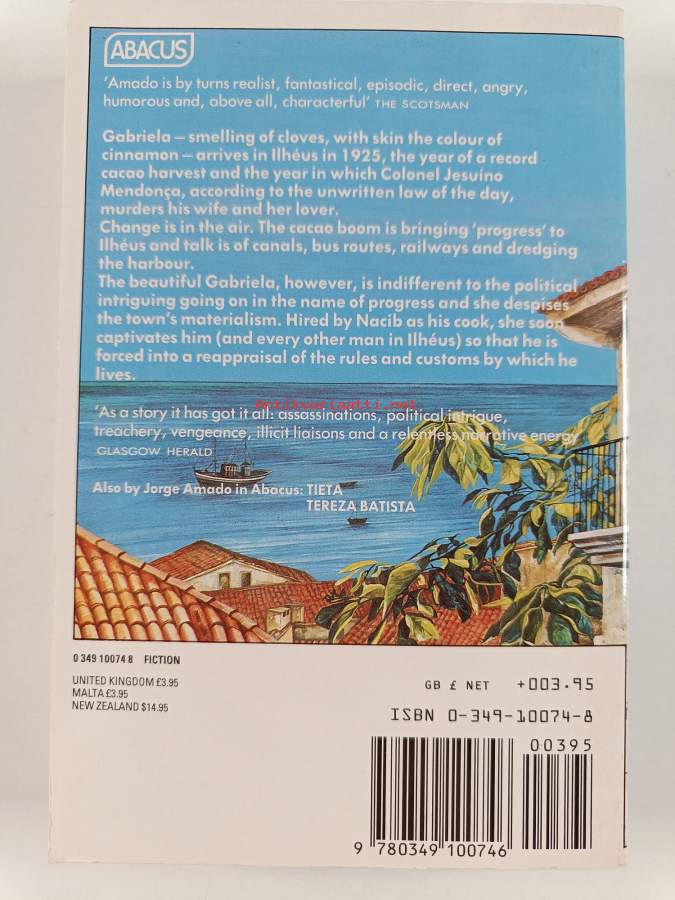 ABACUS
'Amado is by turns realist, fantastical, episodic, direct, angry,
humorous and, above all, characterful' THE SCOTSMAN
Gabriela – smelling of cloves, with skin the colour of
cinnamon – arrives in Ilhéus in 1925, the year of a record
cacao harvest and the year in which Colonel Jesuíno
Mendonça, according to the unwritten law of the day,
murders his wife and her lover.
Change is in the air. The cacao boom is bringing 'progress' to
Ilhéus and talk is of canals, bus routes, railways and dredging
the harbour.
The beautiful Gabriela, however, is indifferent to the political
intriguing going on in the name of progress and she despises
the town's materialism. Hired by Nacib as his cook, she soon
captivates him (and every other man in Ilhéus) so that he is
forced into a reappraisal of the rules and customs by which he
lives.
antikvariaatti.net
'As a story it has got it all: assassinations, political intrigue,
treachery, vengeance, illicit liaisons and a relentless narrative energy'
GLASGOW HERALD
Also by Jorge Amado in Abacus: TIETA
TEREZA BATISTA
0 349 10074 8 FICTION
UNITED KINGDOM £3.95
MALTA £3.95
NEW ZEALAND $14.95
GB £ NET +003.95
ISBN 0-349-10074-8
00395
9 780349 100746